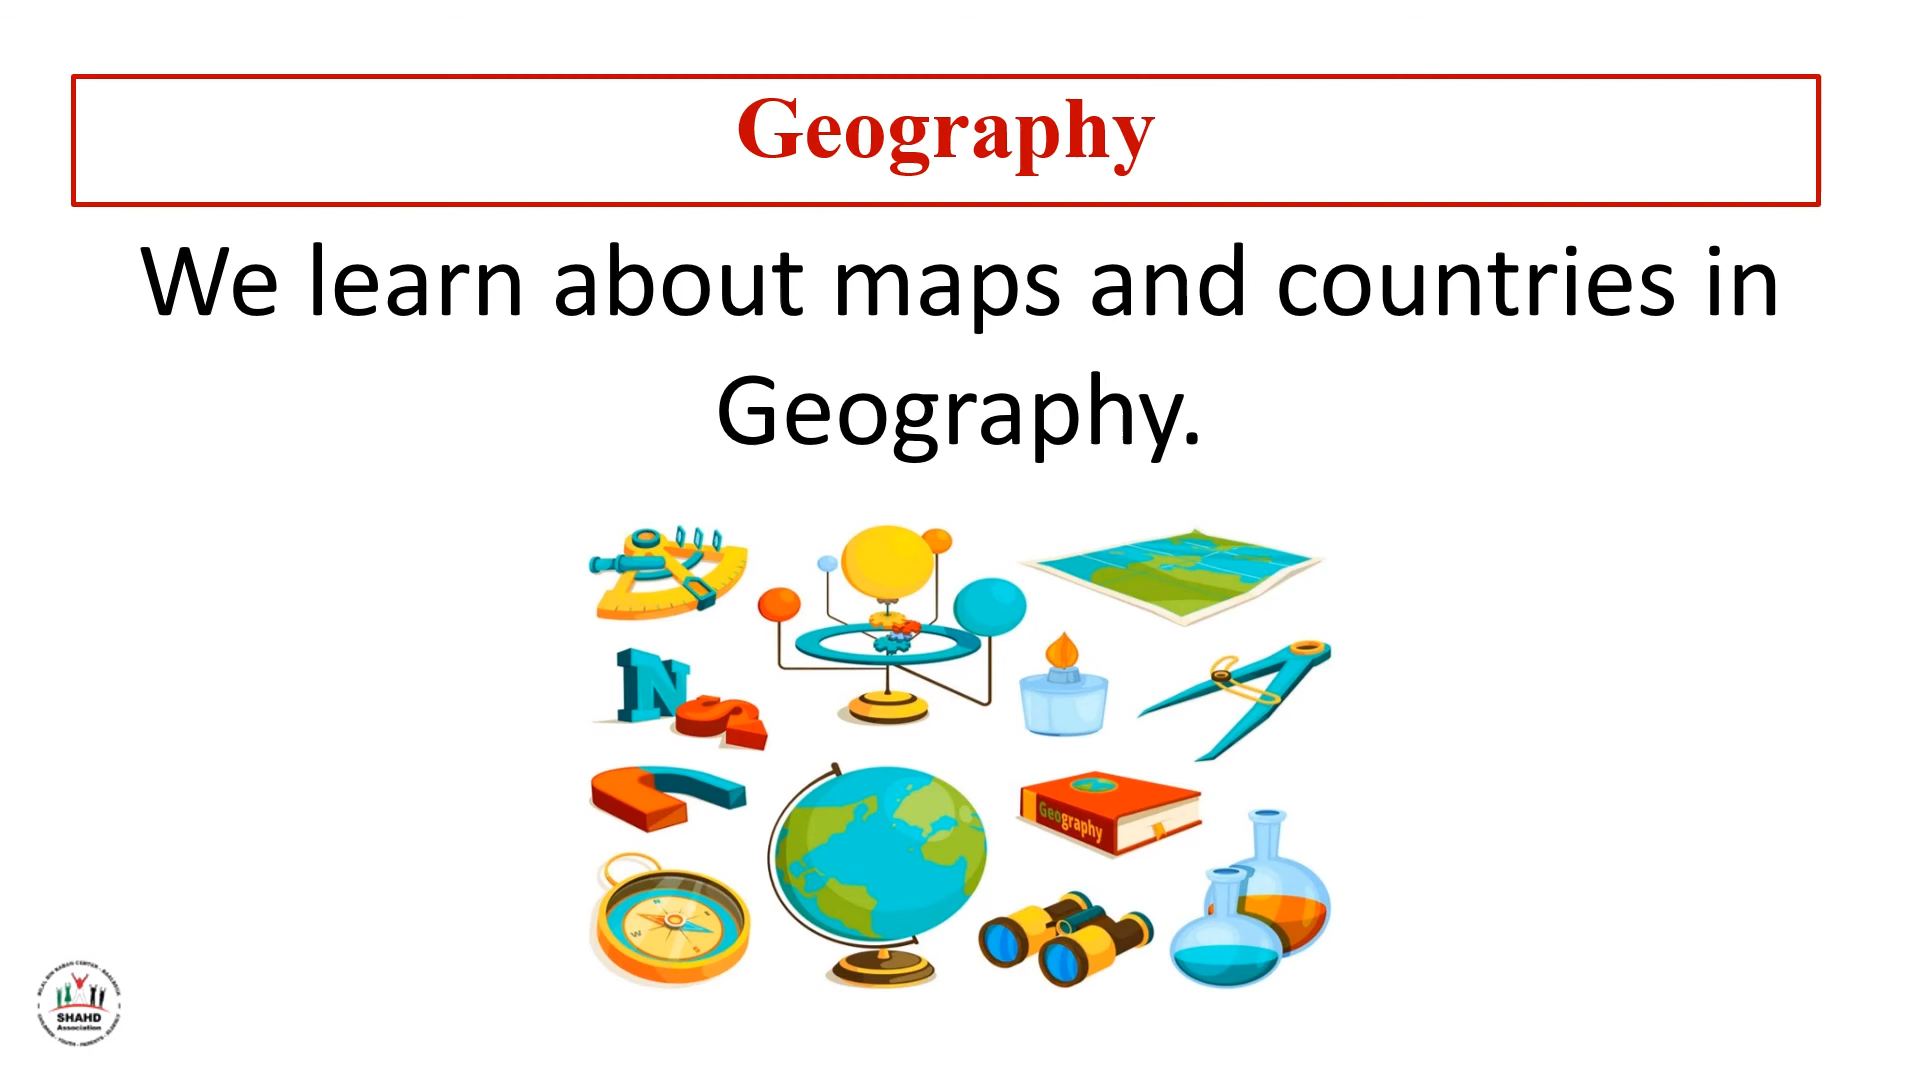 Geography
We learn about maps and countries in
Geography.
N
S
Geography
N
W
S
SHAHD
Association